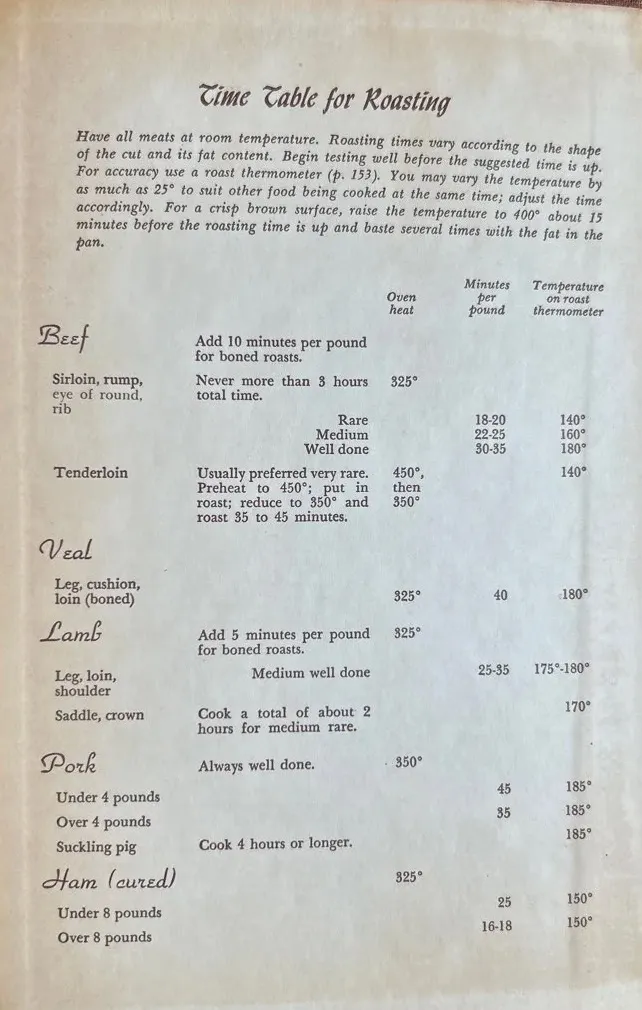 Time Table for Roasting
Have all meats at room temperature. Roasting times vary according to the shape
of the cut and its fat content. Begin testing well before the suggested time is up.
For accuracy use a roast thermometer (p. 153). You may vary the temperature by
as much as 25° to suit other food being cooked at the same time; adjust the time
accordingly. For a crisp brown surface, raise the temperature to 400° about 15
minutes before the roasting time is up and baste several times with the fat in the
pan.
Minutes Temperature
Oven per on roast
heat pound thermometer
Beef Add 10 minutes per pound
for boned roasts.
Sirloin, rump, Never more than 3 hours 325°
eye of round, total time.
rib
Rare 18-20 140°
Medium 22-25 160°
Well done 30-35 180°
Tenderloin Usually preferred very rare. 450°, 140°
Preheat to 450°; put in then
roast; reduce to 350° and 350°
roast 35 to 45 minutes.
Veal
Leg, cushion,
loin (boned) 325° 40 180°
Lamb Add 5 minutes per pound 325°
for boned roasts.
Leg, loin, Medium well done 25-35 175°-180°
shoulder
Saddle, crown Cook a total of about 2 170°
hours for medium rare.
Pork Always well done. 350°
Under 4 pounds 45 185°
Over 4 pounds 35 185°
Suckling pig Cook 4 hours or longer. 185°
Ham (cured) 325°
Under 8 pounds 25 150°
Over 8 pounds 16-18 150°